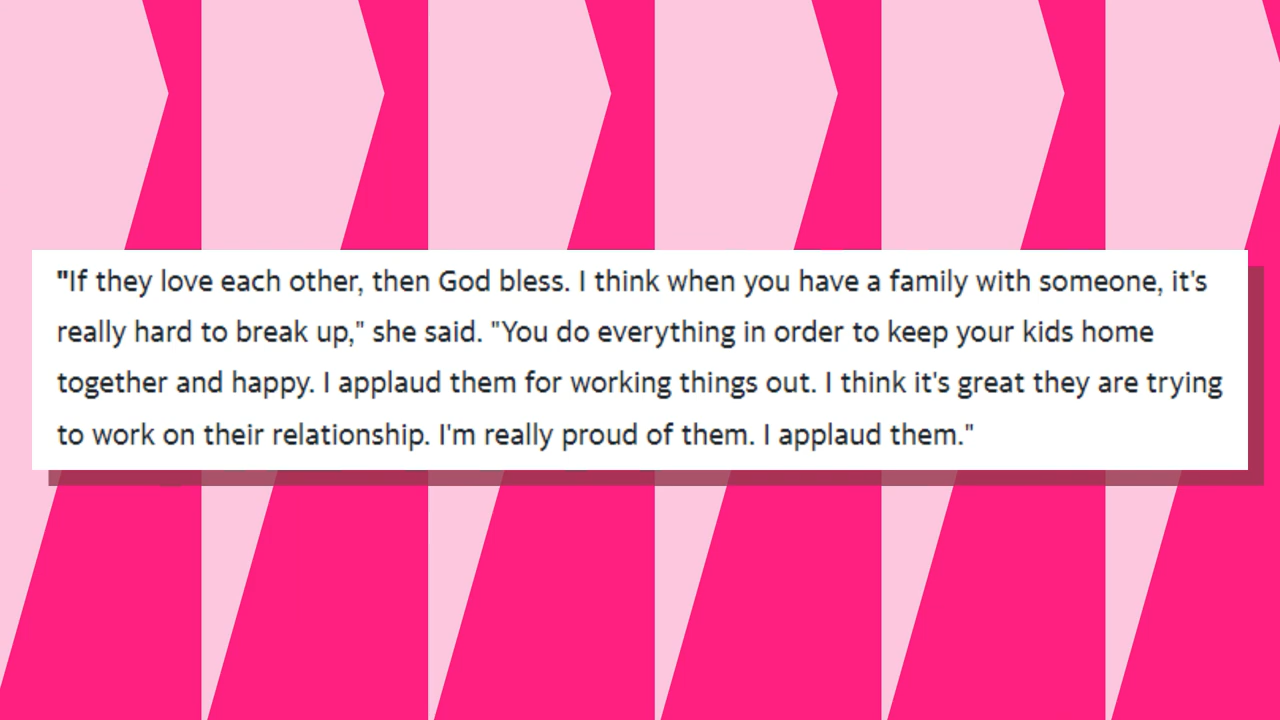 "If they love each other, then God bless. I think when you have a family with someone, it's
really hard to break up," she said. "You do everything in order to keep your kids home
together and happy. I applaud them for working things out. I think it's great they are trying
to work on their relationship. I'm really proud of them. I applaud them."